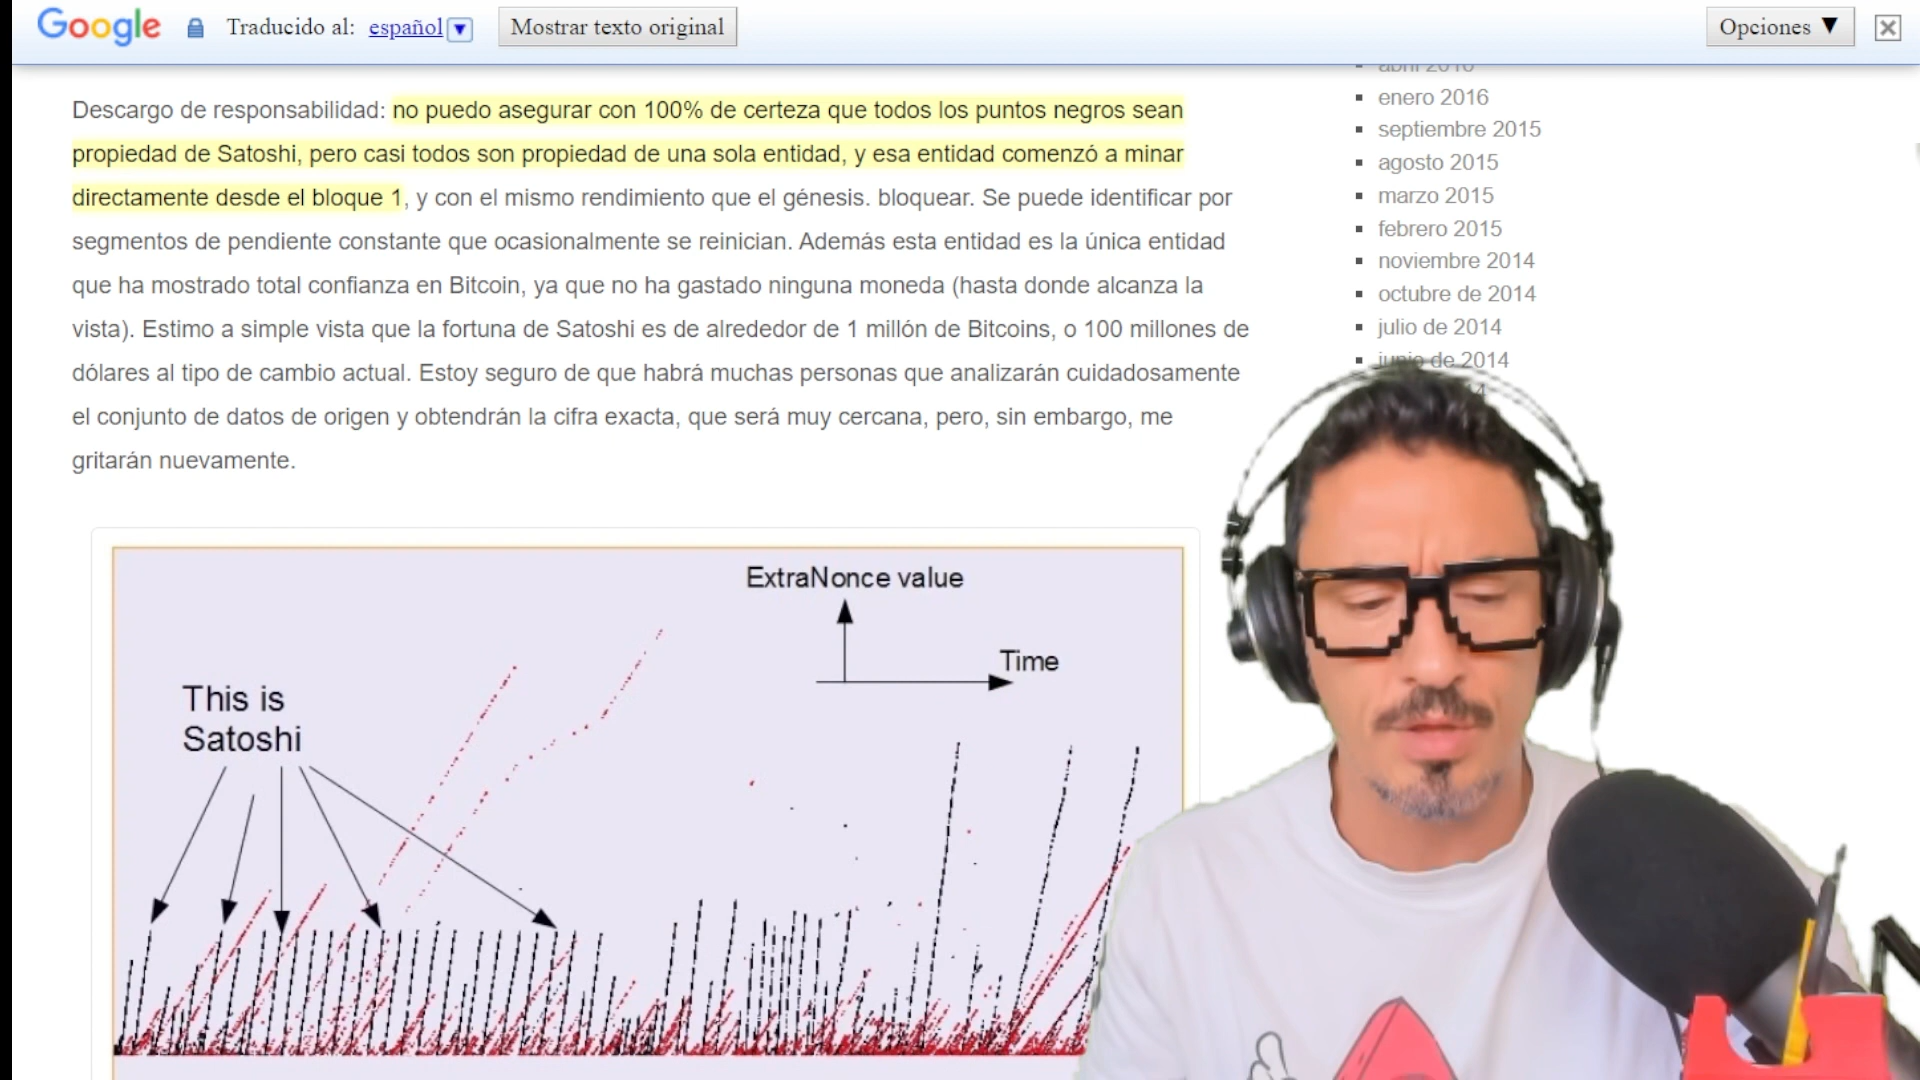 Google Traducido al: español ▼ Mostrar texto original Opciones ▼
Descargo de responsabilidad: no puedo asegurar con 100% de certeza que todos los puntos negros sean
propiedad de Satoshi, pero casi todos son propiedad de una sola entidad, y esa entidad comenzó a minar
directamente desde el bloque 1, y con el mismo rendimiento que el génesis. bloquear. Se puede identificar por
segmentos de pendiente constante que ocasionalmente se reinician. Además esta entidad es la única entidad
que ha mostrado total confianza en Bitcoin, ya que no ha gastado ninguna moneda (hasta donde alcanza la
vista). Estimo a simple vista que la fortuna de Satoshi es de alrededor de 1 millón de Bitcoins, o 100 millones de
dólares al tipo de cambio actual. Estoy seguro de que habrá muchas personas que analizarán cuidadosamente
el conjunto de datos de origen y obtendrán la cifra exacta, que será muy cercana, pero, sin embargo, me
gritarán nuevamente.
abril 2016
enero 2016
septiembre 2015
agosto 2015
marzo 2015
febrero 2015
noviembre 2014
octubre de 2014
julio de 2014
junio de 2014
ExtraNonce value
Time
This is
Satoshi